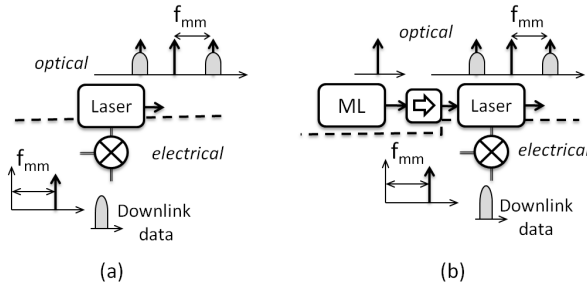 f_mm
optical
Laser
electrical
f_mm
Downlink
data
(a)
f_mm
optical
ML
Laser
electrical
f_mm
Downlink
data
(b)